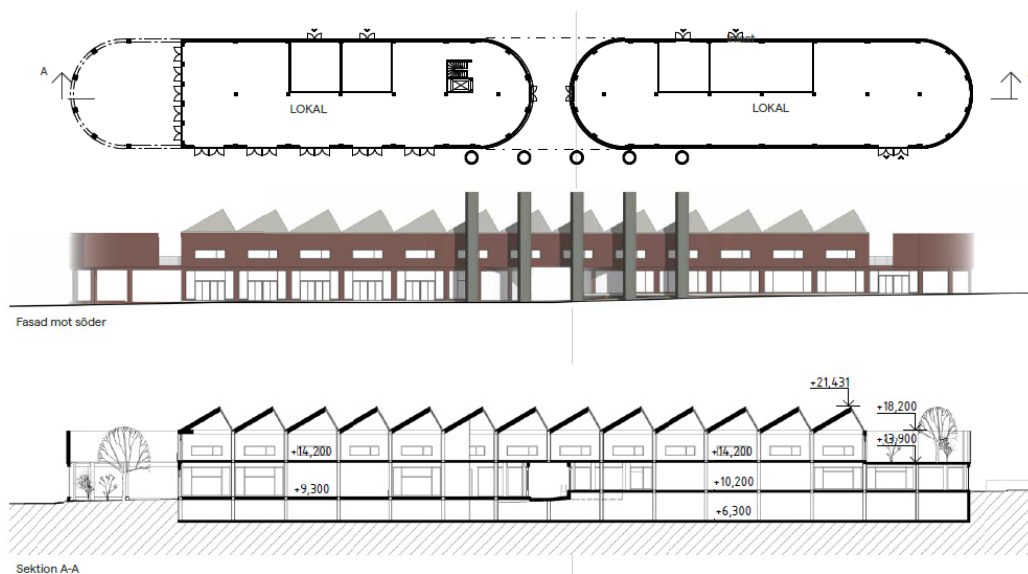 A
LOKAL
LOKAL
Fasad mot söder
+21,431
+18,200
+13,900
+14,200
+14,200
+9,300
+10,200
+6,300
Sektion A-A